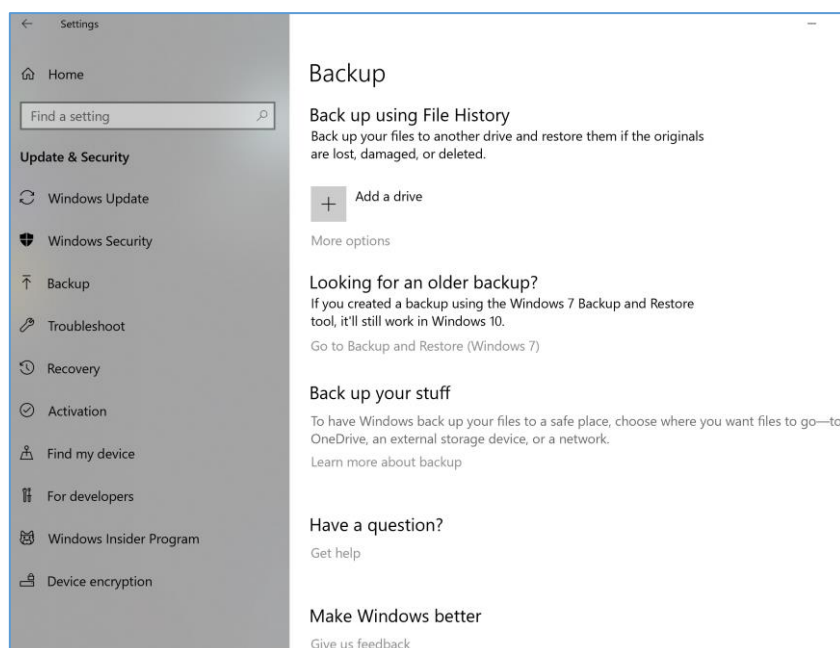 Settings
Home
Find a setting
Update & Security
Windows Update
Windows Security
Backup
Troubleshoot
Recovery
Activation
Find my device
For developers
Windows Insider Program
Device encryption
Backup
Back up using File History
Back up your files to another drive and restore them if the originals
are lost, damaged, or deleted.
Add a drive
More options
Looking for an older backup?
If you created a backup using the Windows 7 Backup and Restore
tool, it'll still work in Windows 10.
Go to Backup and Restore (Windows 7)
Back up your stuff
To have Windows back up your files to a safe place, choose where you want files to go—to
OneDrive, an external storage device, or a network.
Learn more about backup
Have a question?
Get help
Make Windows better
Give us feedback